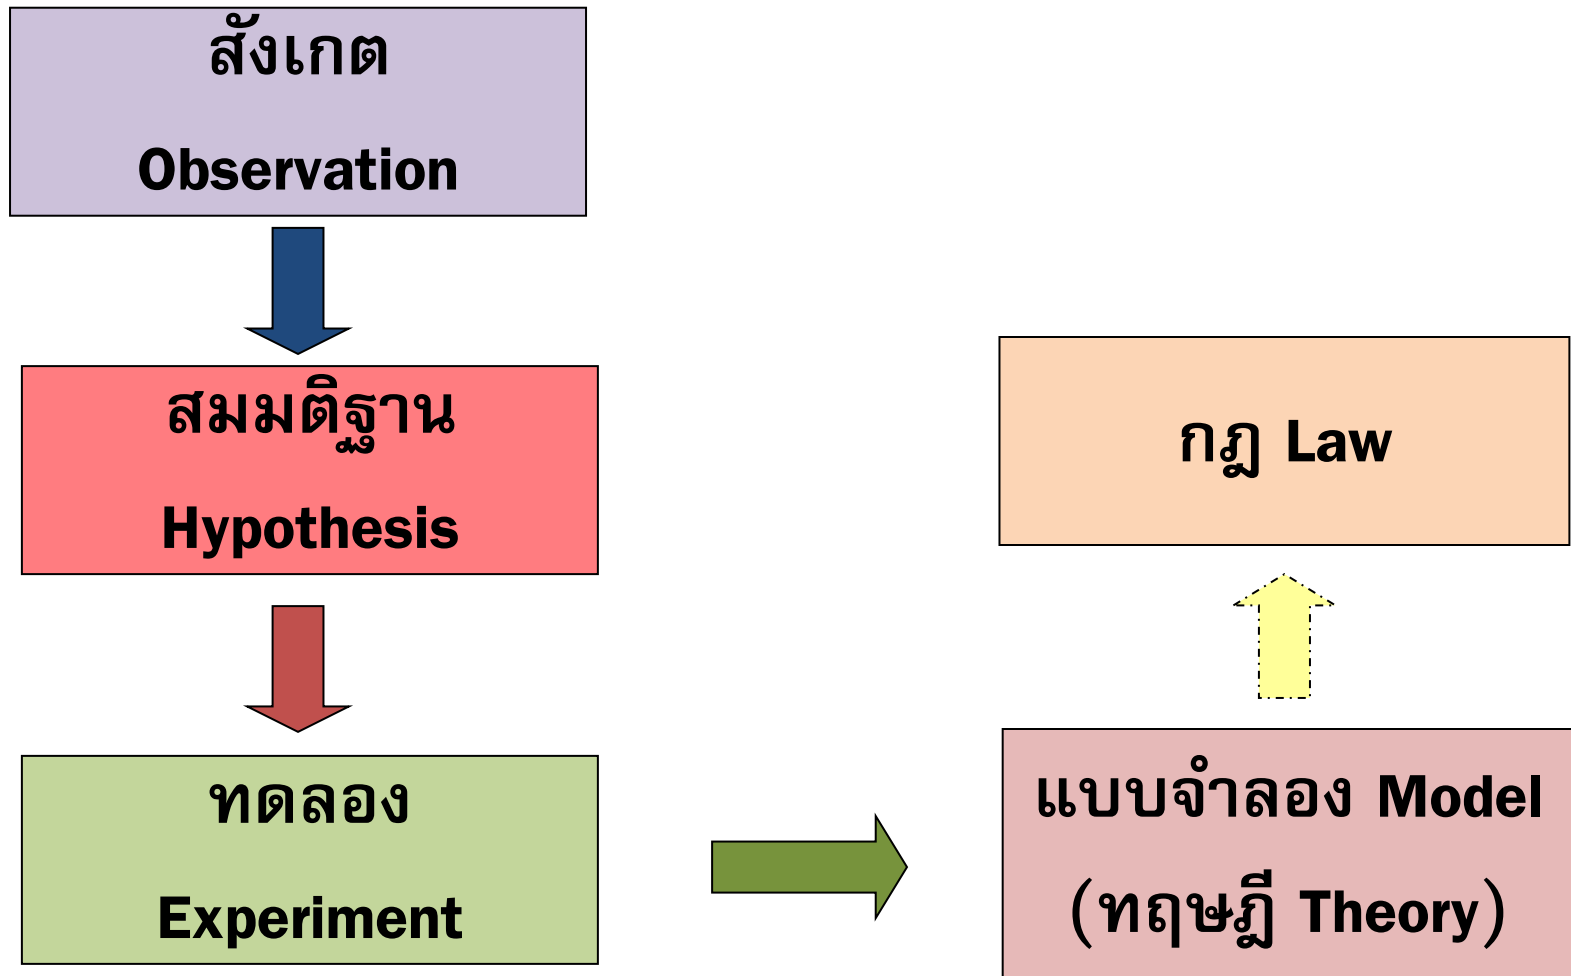 สังเกต
Observation
สมมติฐาน
Hypothesis
ทดลอง
Experiment
แบบจำลอง Model
(ทฤษฎี Theory)
กฎ Law